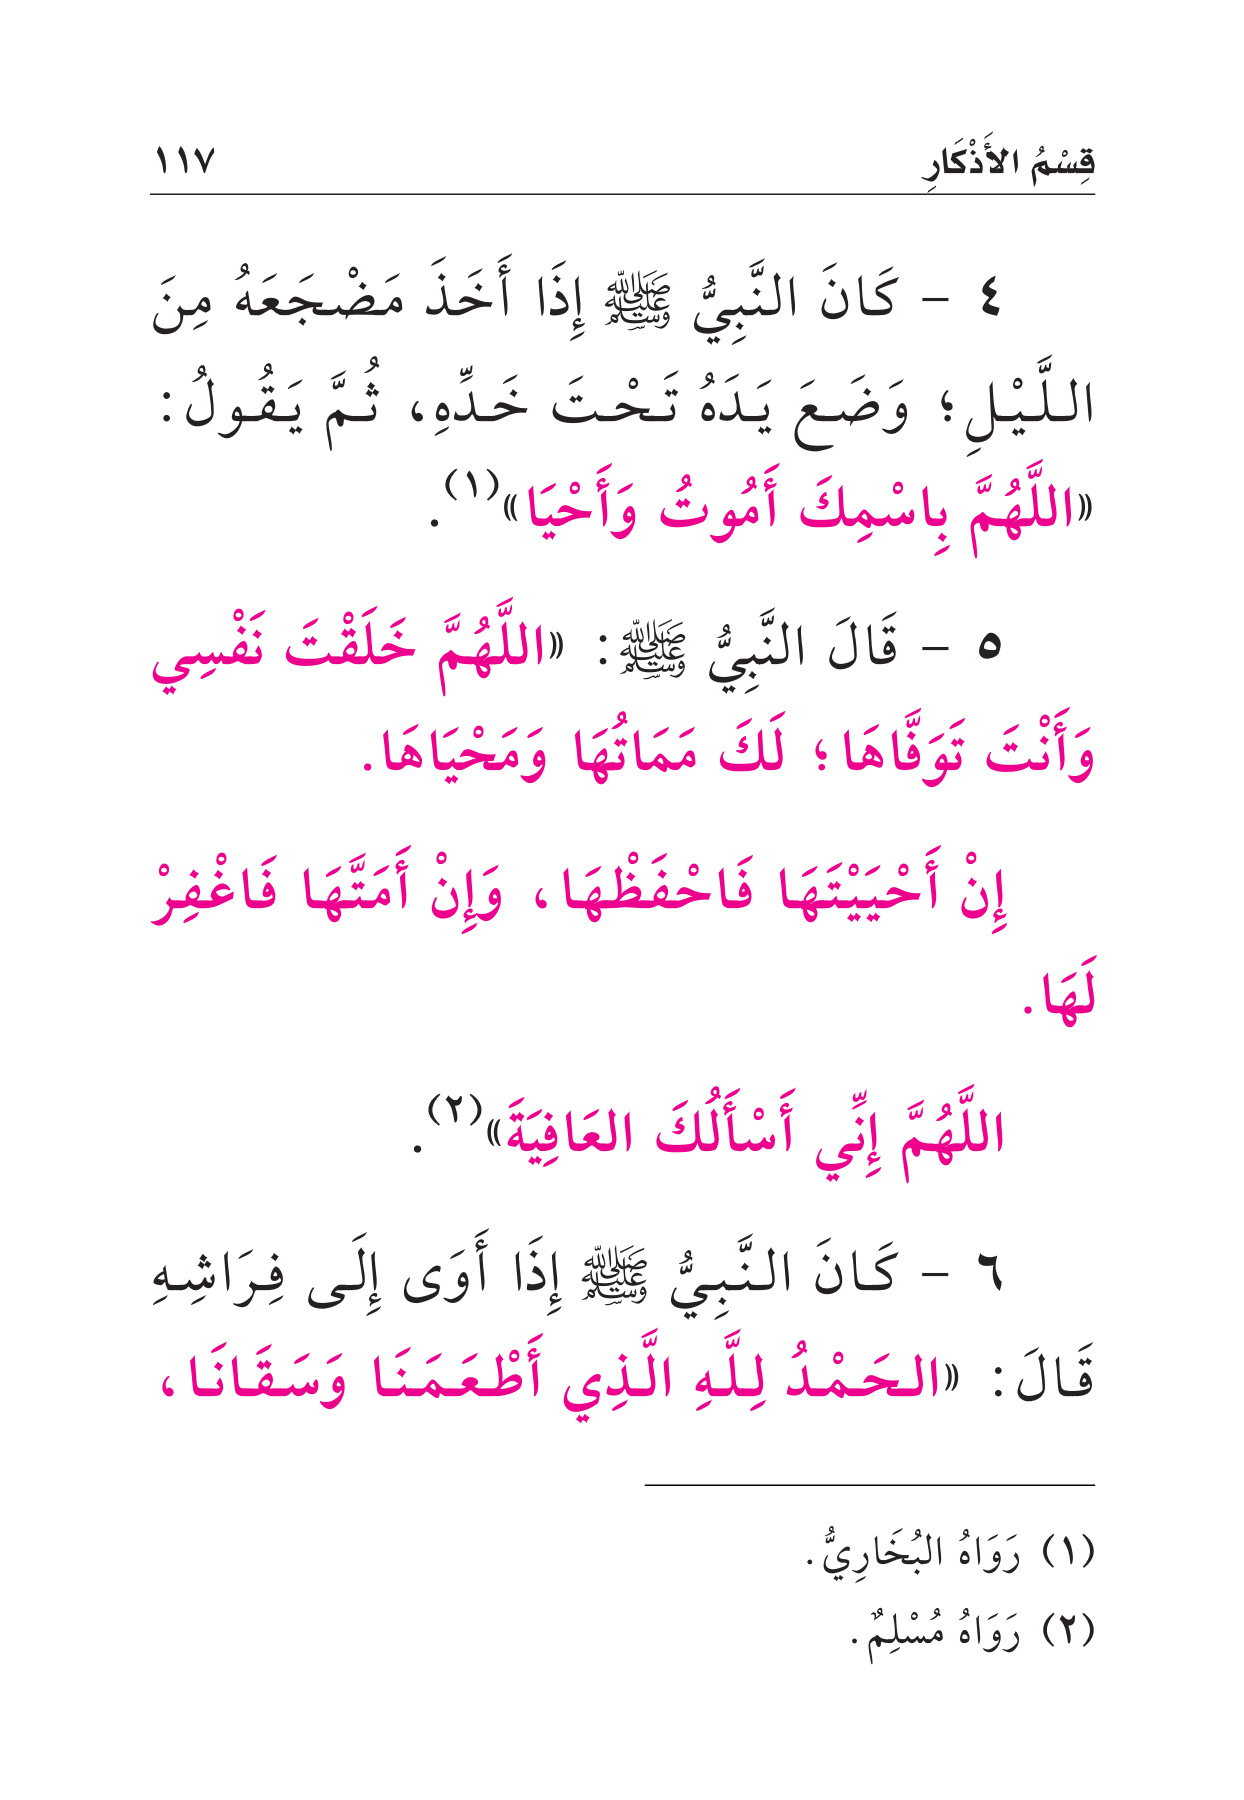 قِسْمُ الأَذْكَارِ ١١٧
٤ – كَانَ النَّبِيُّ ﷺ إِذَا أَخَذَ مَضْجَعَهُ مِنَ
اللَّيْلِ؛ وَضَعَ يَدَهُ تَحْتَ خَدِّهِ، ثُمَّ يَقُولُ:
«اللَّهُمَّ بِاسْمِكَ أَمُوتُ وَأَحْيَا»(١).
٥ – قَالَ النَّبِيُّ ﷺ: «اللَّهُمَّ خَلَقْتَ نَفْسِي
وَأَنْتَ تَوَفَّاهَا؛ لَكَ مَمَاتُهَا وَمَحْيَاهَا.
إِنْ أَحْيَيْتَهَا فَاحْفَظْهَا، وَإِنْ أَمَتَّهَا فَاغْفِرْ
لَهَا.
اللَّهُمَّ إِنِّي أَسْأَلُكَ العَافِيَةَ»(٢).
٦ – كَانَ النَّبِيُّ ﷺ إِذَا أَوَى إِلَى فِرَاشِهِ
قَالَ: «الحَمْدُ لِلَّهِ الَّذِي أَطْعَمَنَا وَسَقَانَا،
(١) رَوَاهُ البُخَارِيُّ.
(٢) رَوَاهُ مُسْلِمٌ.